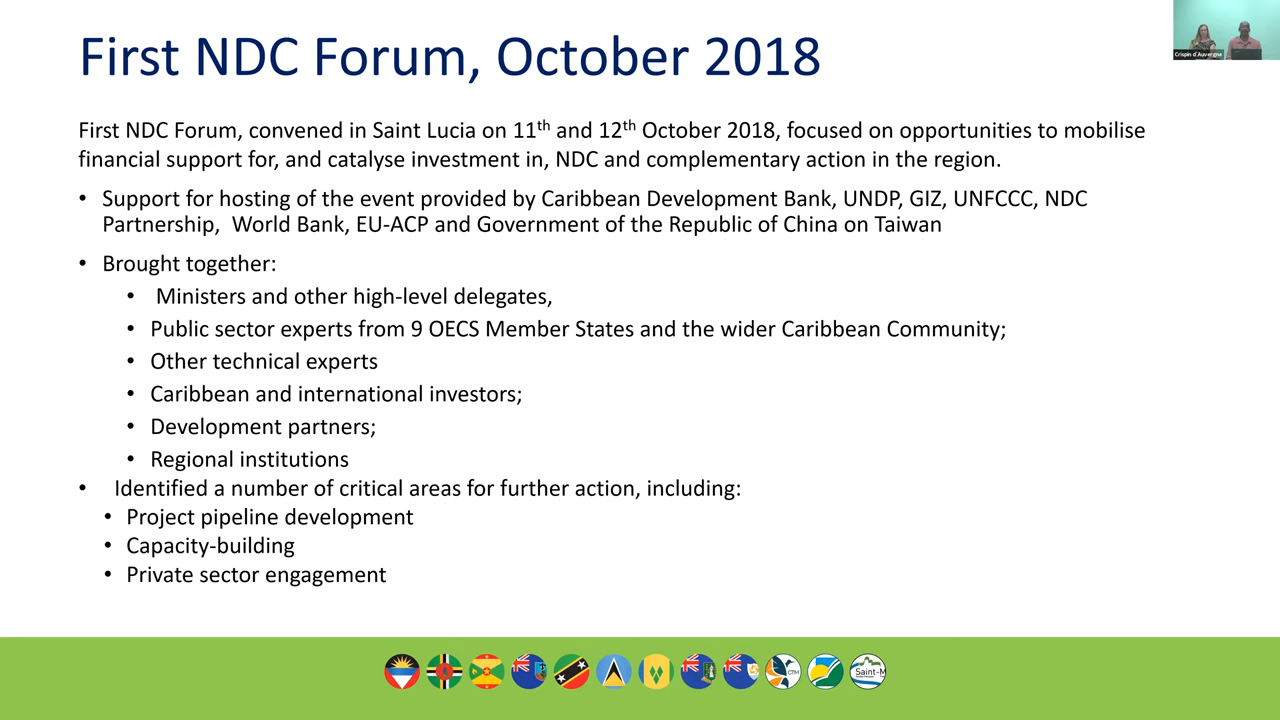 First NDC Forum, October 2018
Crispin d'Auvergne
First NDC Forum, convened in Saint Lucia on 11th and 12th October 2018, focused on opportunities to mobilise
financial support for, and catalyse investment in, NDC and complementary action in the region.
• Support for hosting of the event provided by Caribbean Development Bank, UNDP, GIZ, UNFCCC, NDC
Partnership, World Bank, EU-ACP and Government of the Republic of China on Taiwan
• Brought together:
• Ministers and other high-level delegates,
• Public sector experts from 9 OECS Member States and the wider Caribbean Community;
• Other technical experts
• Caribbean and international investors;
• Development partners;
• Regional institutions
• Identified a number of critical areas for further action, including:
• Project pipeline development
• Capacity-building
• Private sector engagement
CTM
Saint-M